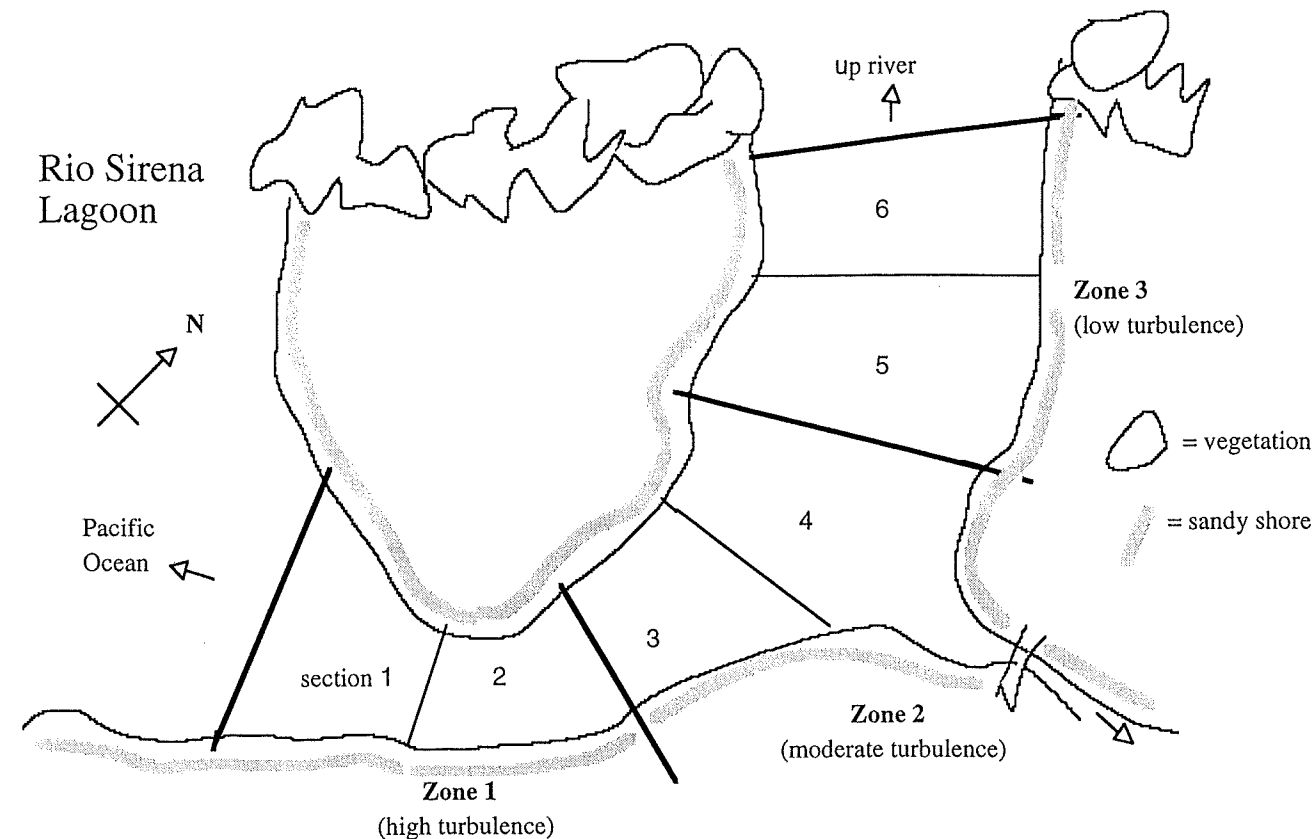 up river
Rio Sirena
Lagoon
6
N
Zone 3
(low turbulence)
5
= vegetation
4
= sandy shore
Pacific
Ocean
3
section 1
2
Zone 2
(moderate turbulence)
Zone 1
(high turbulence)